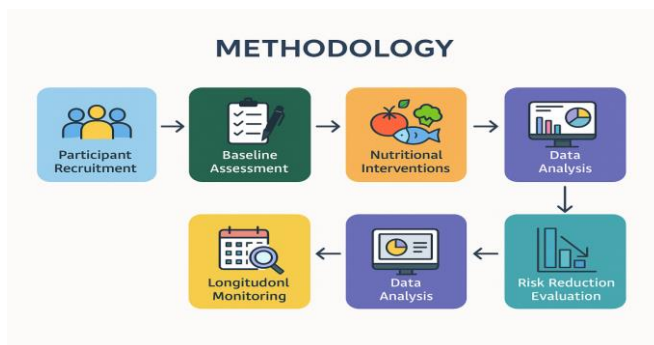 METHODOLOGY
Participant
Recruitment
Baseline
Assessment
Nutritional
Interventions
Data
Analysis
Risk Reduction
Evaluation
Data
Analysis
Longitudonl
Monitoring